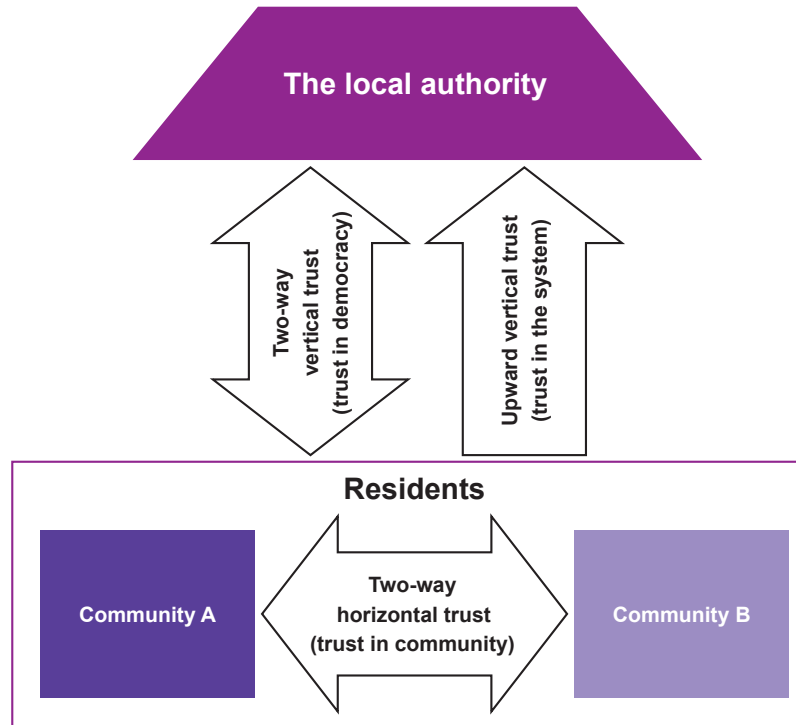 The local authority
Two-way
vertical trust
(trust in democracy)
Upward vertical trust
(trust in the system)
Residents
Community A
Two-way
horizontal trust
(trust in community)
Community B